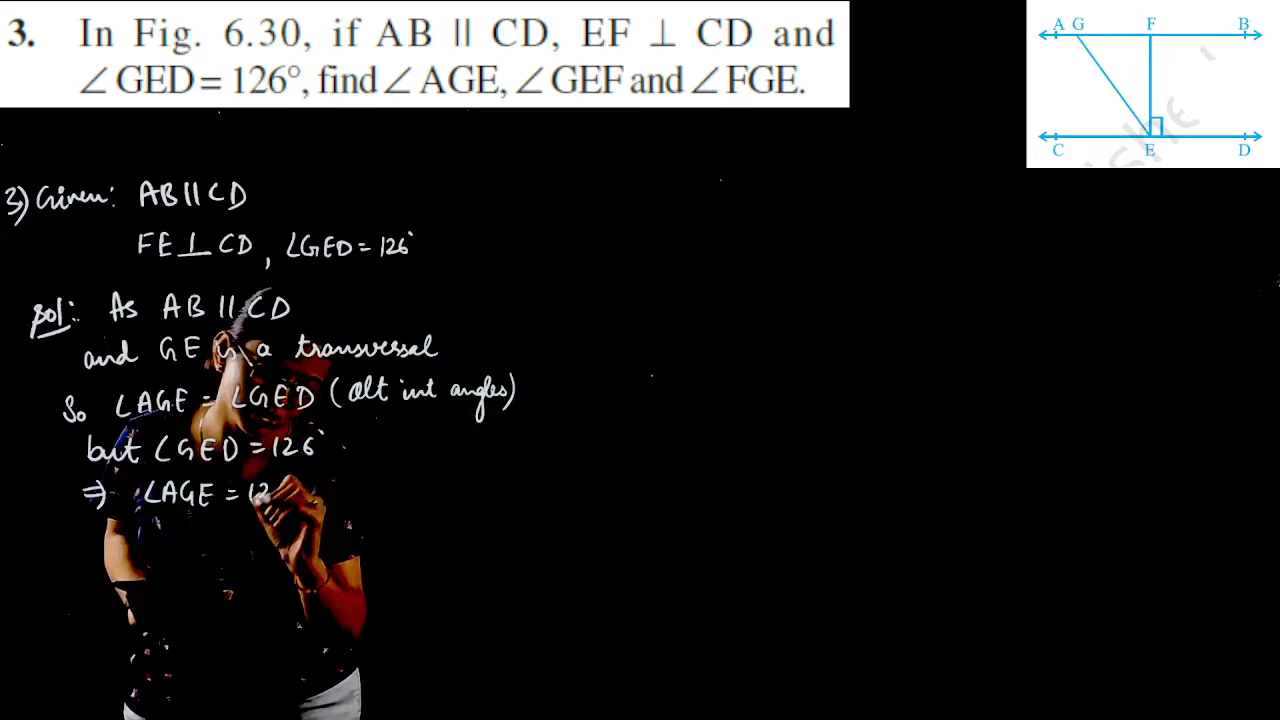 3. In Fig. 6.30, if AB || CD, EF ⊥ CD and
∠GED = 126°, find ∠AGE, ∠GEF and ∠FGE.
A G F B
C E D
3) Given: AB || CD
FE ⊥ CD, ∠GED = 126°
Sol: As AB || CD
and GE is a transversal
So ∠AGE = ∠GED (alt int angles)
but ∠GED = 126°
⇒ ∠AGE = 12